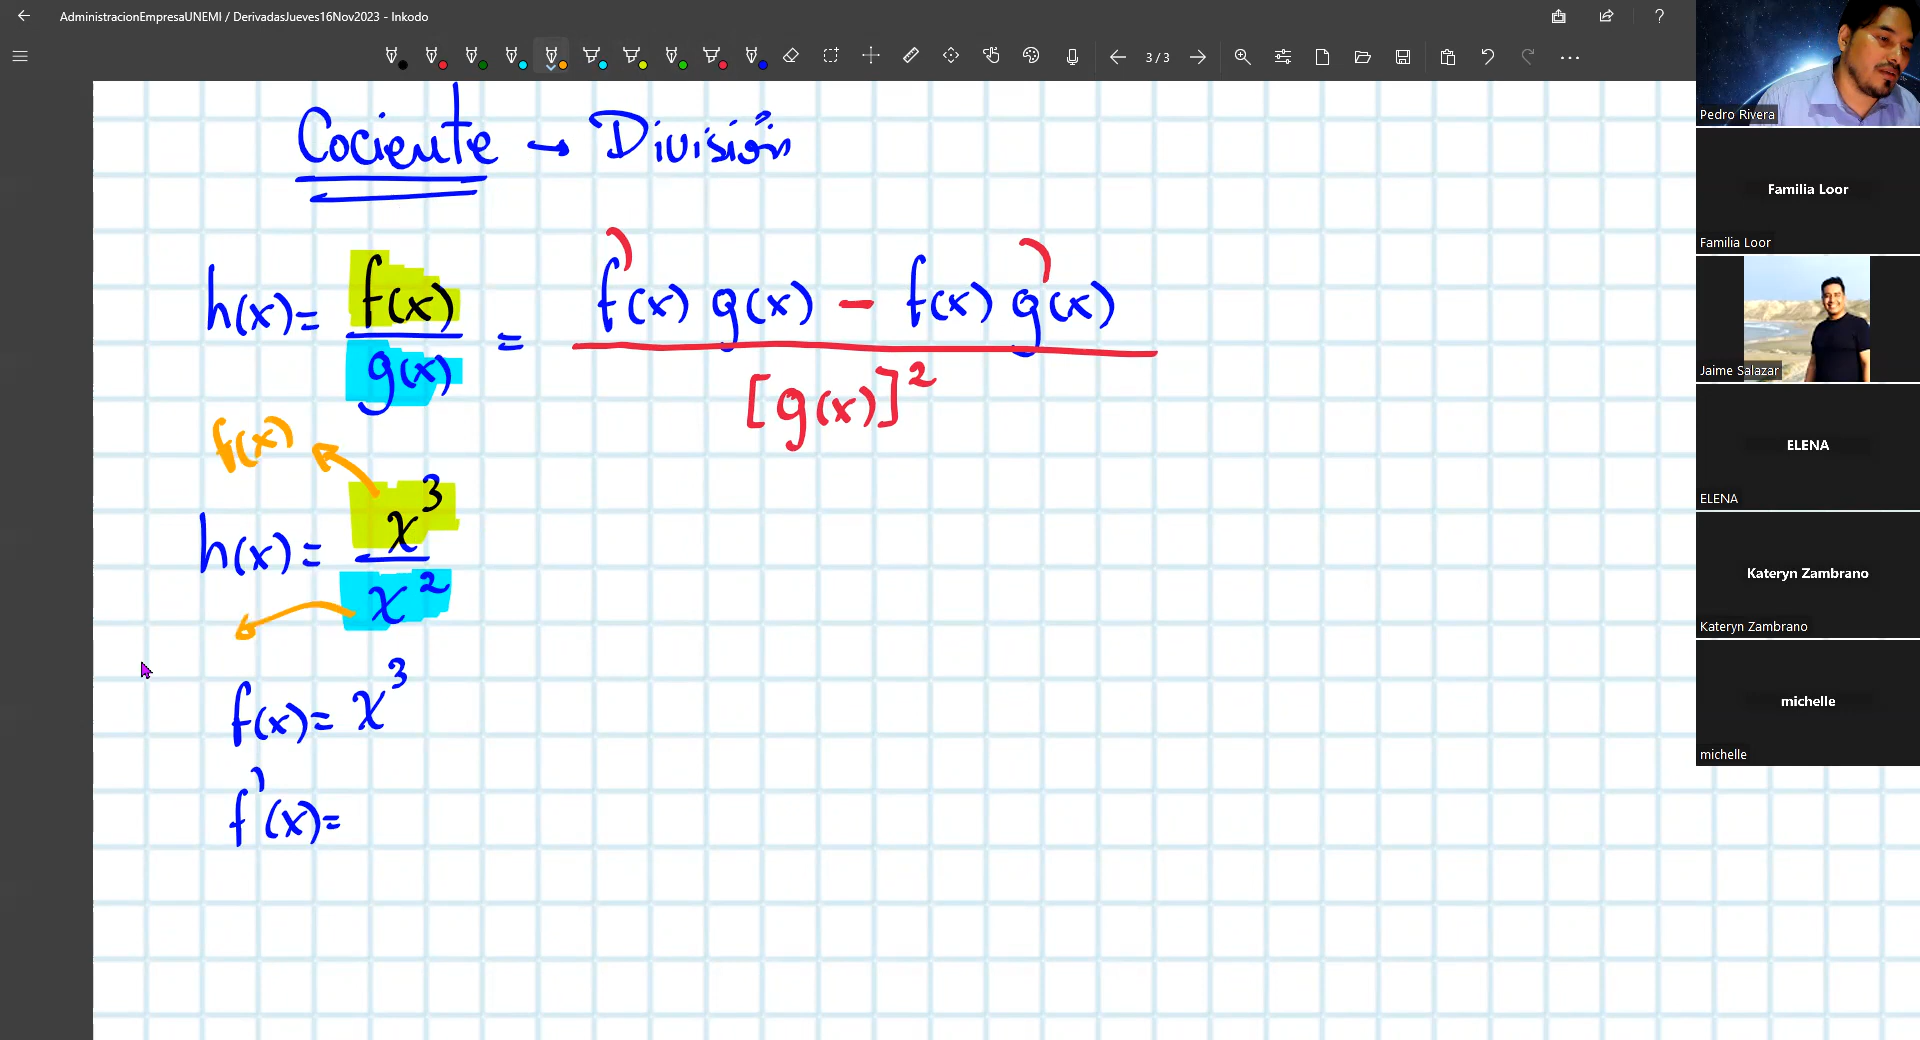 AdministracionEmpresaUNEMI / DerivadasJueves16Nov2023 - Inkodo
?
3 / 3
Cociente → División
h(x) = f(x) / g(x) = f'(x) g(x) - f(x) g'(x) / [g(x)]²
f(x)
h(x) = x³ / x²
f(x) = x³
f'(x) =
Pedro Rivera
Familia Loor
Familia Loor
Jaime Salazar
ELENA
ELENA
Kateryn Zambrano
Kateryn Zambrano
michelle
michelle